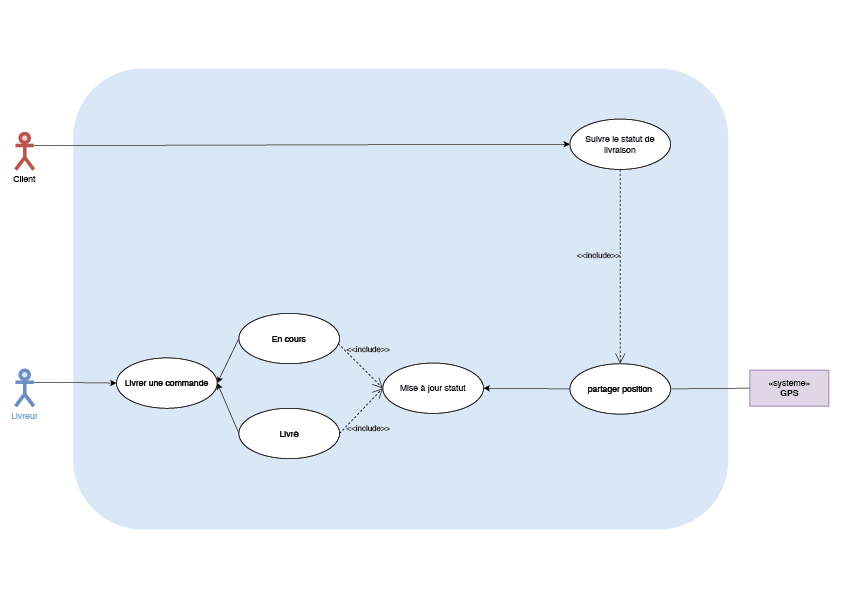 Suivre le statut de
livraison
Client
<<include>>
En cours
<<include>>
Livrer une commande
Mise à jour statut
partager position
«systeme»
GPS
Livreur
Livrê
<<include>>